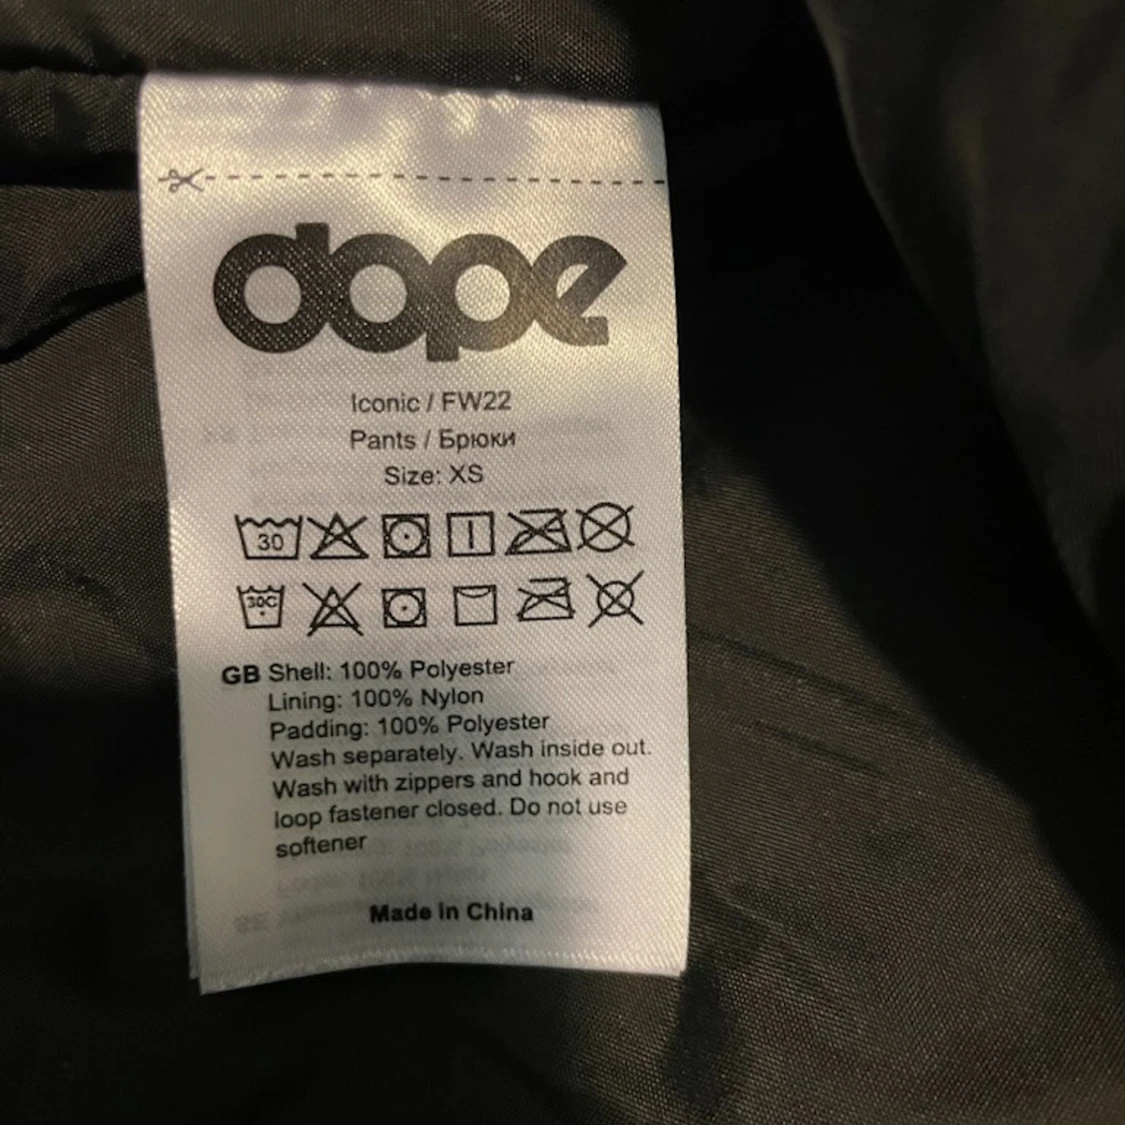 dope
Iconic / FW22
Pants / Брюки
Size: XS
30
30C
GB Shell: 100% Polyester
Lining: 100% Nylon
Padding: 100% Polyester
Wash separately. Wash inside out.
Wash with zippers and hook and
loop fastener closed. Do not use
softener
Made in China